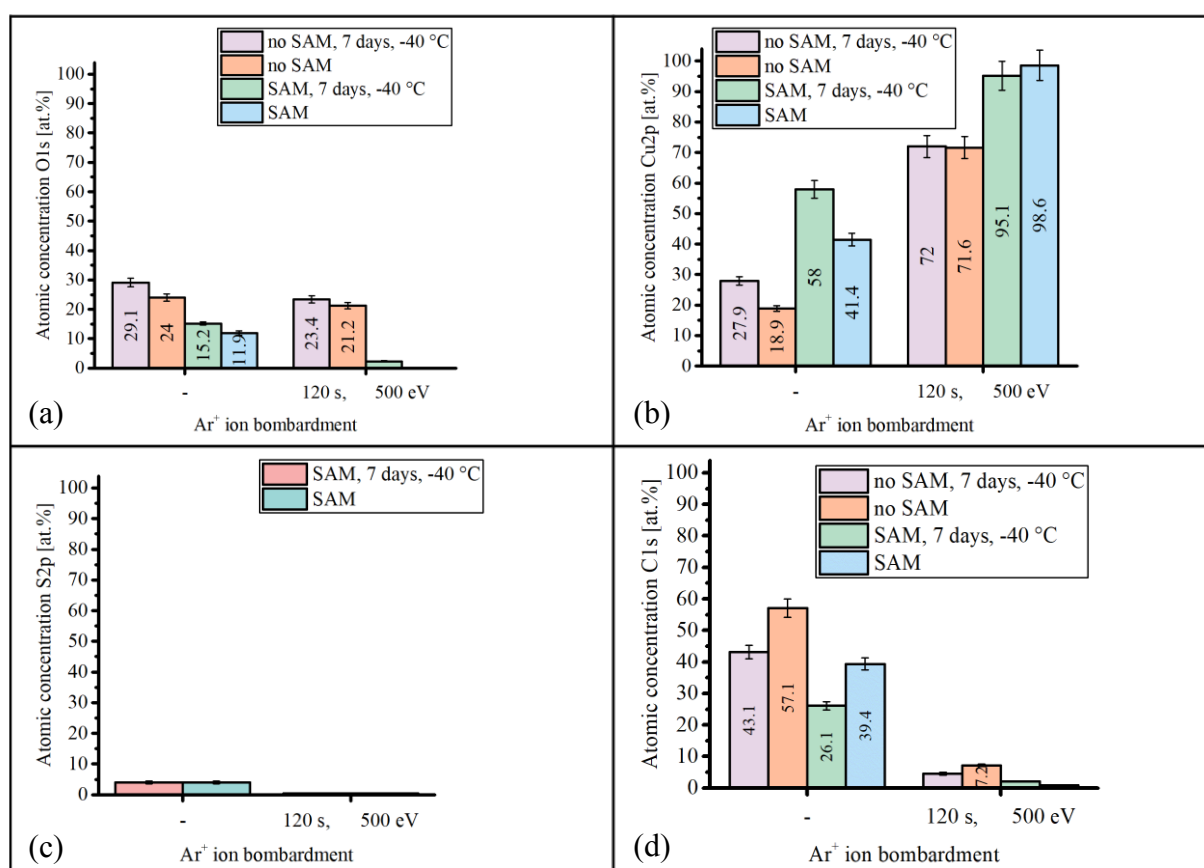 no SAM, 7 days, -40 °C
no SAM
SAM, 7 days, -40 °C
SAM
Atomic concentration O1s [at.%]
100
90
80
70
60
50
40
30
20
10
0
29.1
24
15.2
11.9
23.4
21.2
-
120 s, 500 eV
Ar⁺ ion bombardment
(a)
no SAM, 7 days, -40 °C
no SAM
SAM, 7 days, -40 °C
SAM
Atomic concentration Cu2p [at.%]
100
90
80
70
60
50
40
30
20
10
0
27.9
18.9
58
41.4
72
71.6
95.1
98.6
-
120 s, 500 eV
Ar⁺ ion bombardment
(b)
SAM, 7 days, -40 °C
SAM
Atomic concentration S2p [at.%]
100
90
80
70
60
50
40
30
20
10
0
-
120 s, 500 eV
Ar⁺ ion bombardment
(c)
no SAM, 7 days, -40 °C
no SAM
SAM, 7 days, -40 °C
SAM
Atomic concentration C1s [at.%]
100
90
80
70
60
50
40
30
20
10
0
43.1
57.1
26.1
39.4
7.2
-
120 s, 500 eV
Ar⁺ ion bombardment
(d)